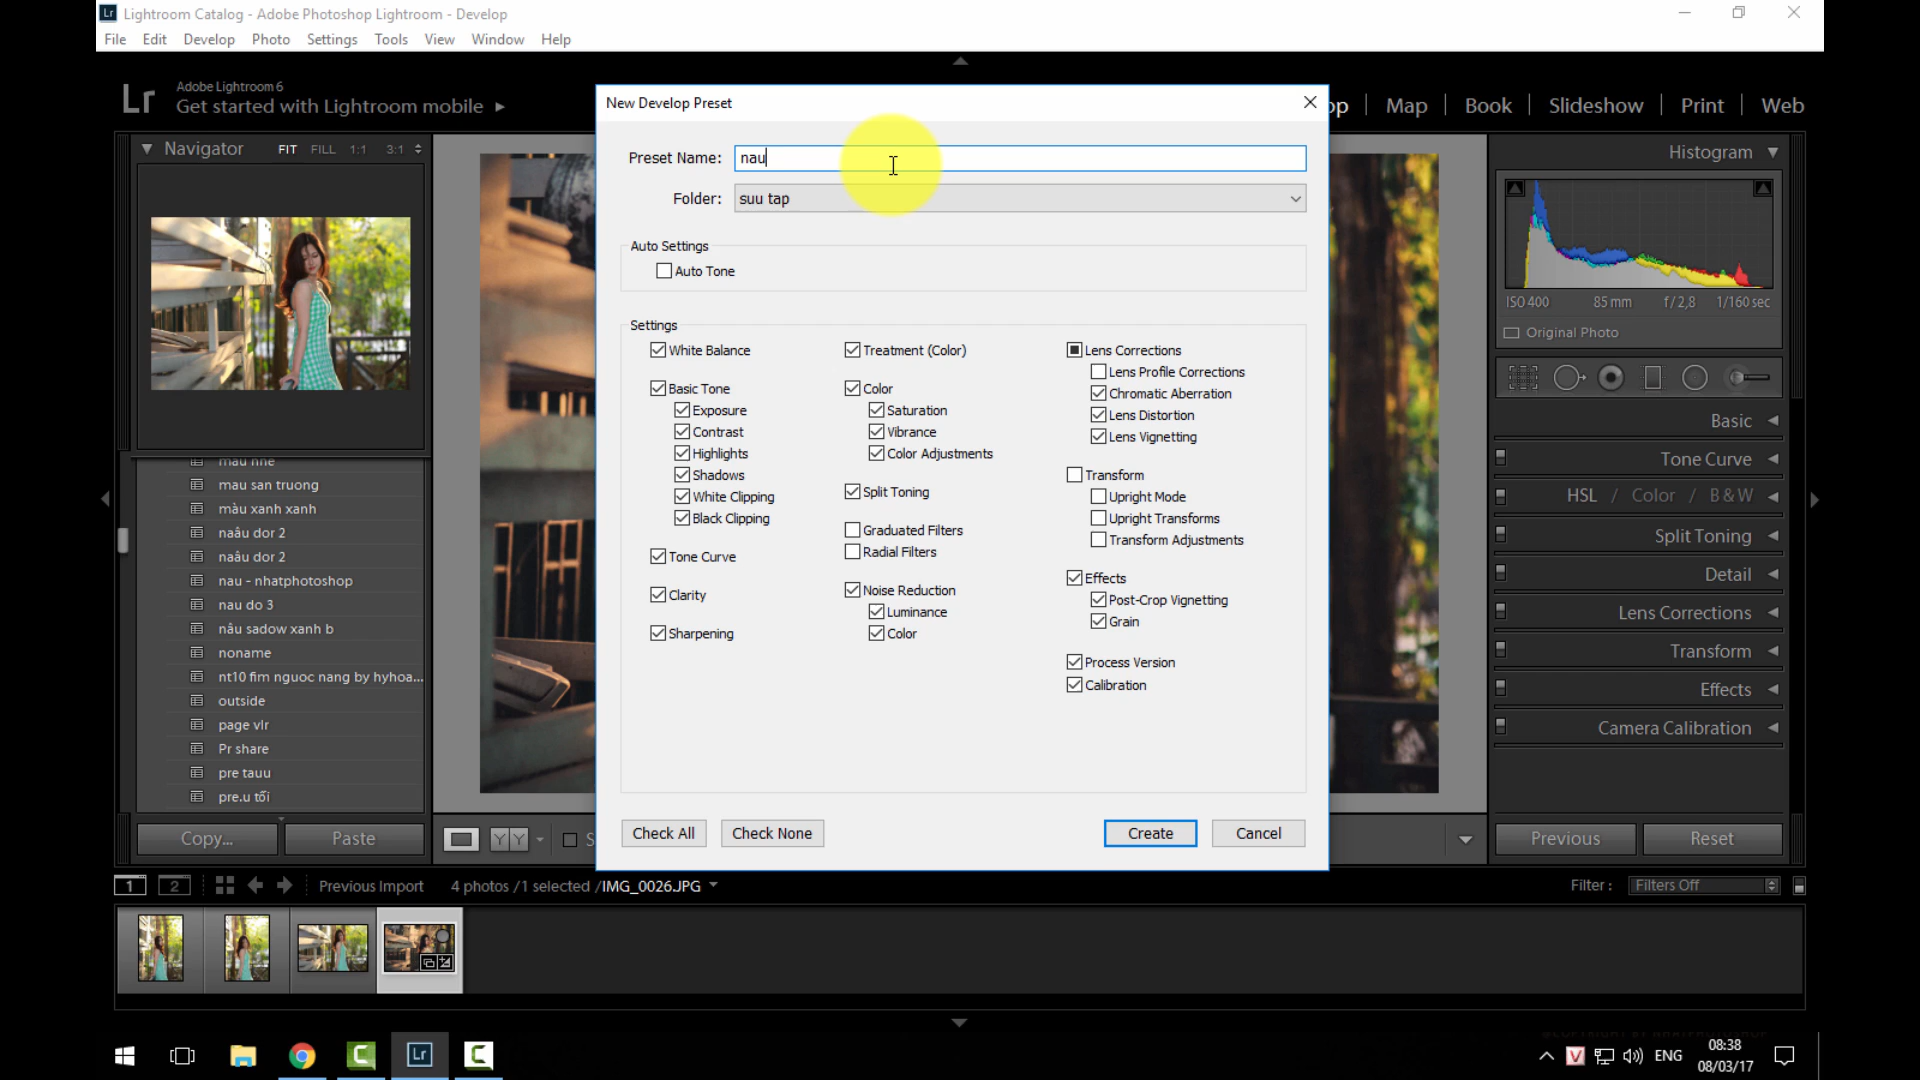 Lightroom Catalog - Adobe Photoshop Lightroom - Develop
File Edit Develop Photo Settings Tools View Window Help
Lr Adobe Lightroom 6
Get started with Lightroom mobile
Map Book Slideshow Print Web
Navigator FIT FILL 1:1 3:1
mau nhe
mau san truong
màu xanh xanh
naâu dor 2
naâu dor 2
nau - nhatphotoshop
nau do 3
nâu sadow xanh b
noname
nt10 fim nguoc nang by hyhoa...
outside
page vlr
Pr share
pre tauu
pre.u tối
Copy... Paste
New Develop Preset
Preset Name: nau
Folder: suu tap
Auto Settings
Auto Tone
Settings
White Balance
Basic Tone
Exposure
Contrast
Highlights
Shadows
White Clipping
Black Clipping
Tone Curve
Clarity
Sharpening
Treatment (Color)
Color
Saturation
Vibrance
Color Adjustments
Split Toning
Graduated Filters
Radial Filters
Noise Reduction
Luminance
Color
Lens Corrections
Lens Profile Corrections
Chromatic Aberration
Lens Distortion
Lens Vignetting
Transform
Upright Mode
Upright Transforms
Transform Adjustments
Effects
Post-Crop Vignetting
Grain
Process Version
Calibration
Check All Check None Create Cancel
Histogram
ISO 400 85 mm f / 2,8 1/160 sec
Original Photo
Basic
Tone Curve
HSL / Color / B & W
Split Toning
Detail
Lens Corrections
Transform
Effects
Camera Calibration
Previous Reset
1 2 Previous Import 4 photos / 1 selected / IMG_0026.JPG
Filter : Filters Off
ENG
08:38
08/03/17